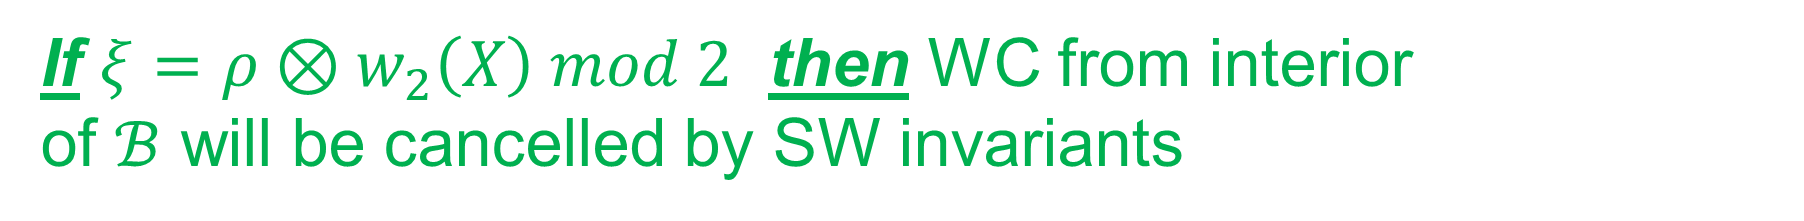 If ξ = ρ ⊗ w₂(X) mod 2 then WC from interior
of ℬ will be cancelled by SW invariants